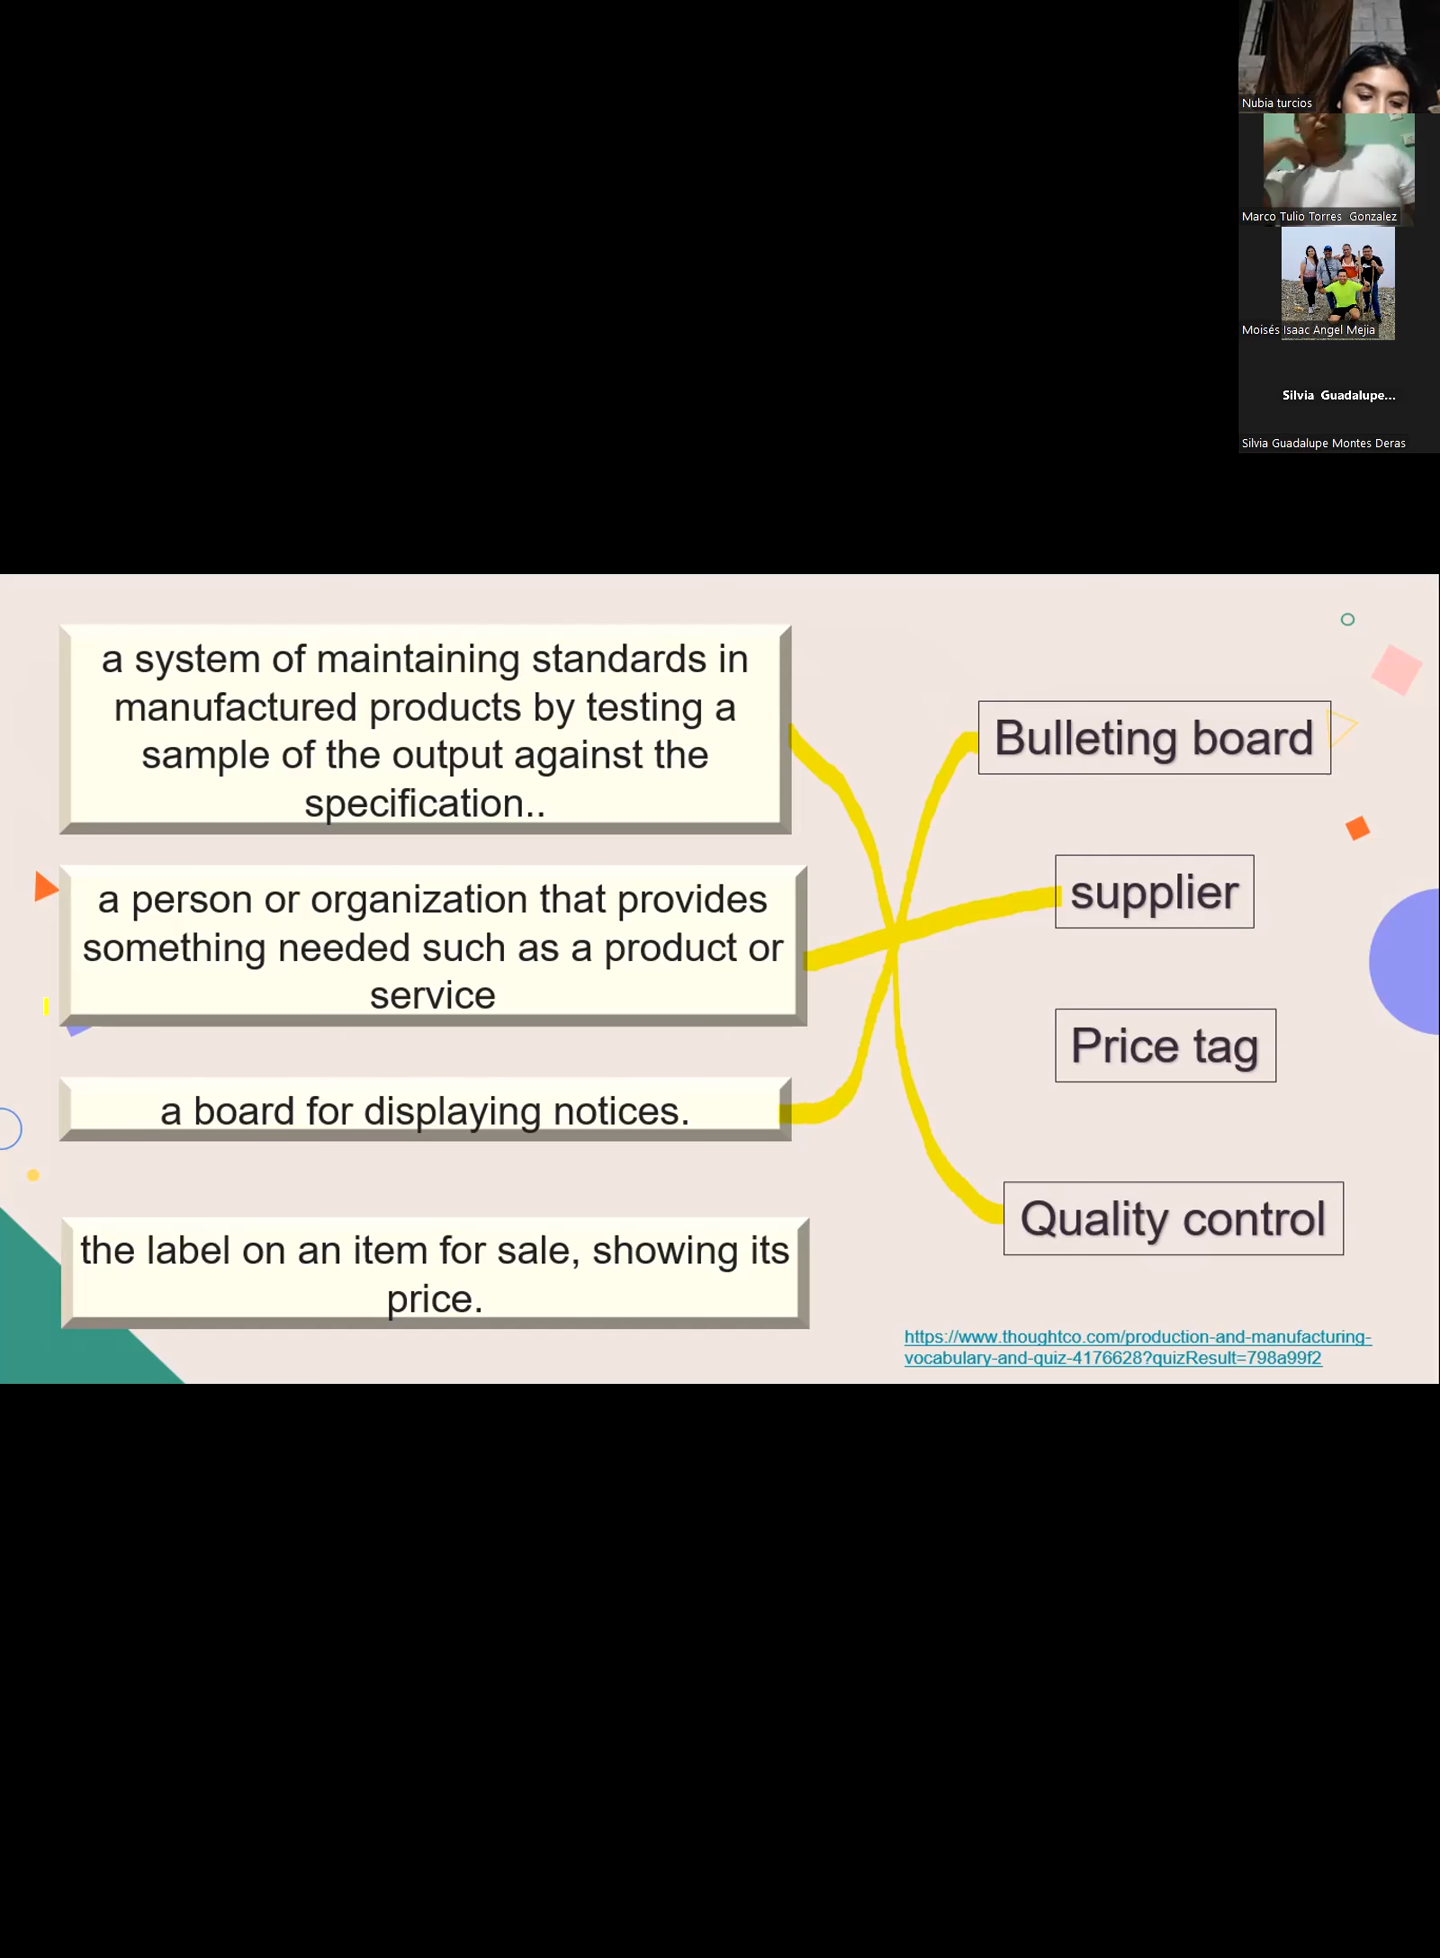 Nubia turcios
Marco Tulio Torres Gonzalez
Moisés Isaac Angel Mejia
Silvia Guadalupe...
Silvia Guadalupe Montes Deras
a system of maintaining standards in
manufactured products by testing a
sample of the output against the
specification..
a person or organization that provides
something needed such as a product or
service
a board for displaying notices.
the label on an item for sale, showing its
price.
Bulleting board
supplier
Price tag
Quality control
https://www.thoughtco.com/production-and-manufacturing-
vocabulary-and-quiz-4176628?quizResult=798a99f2